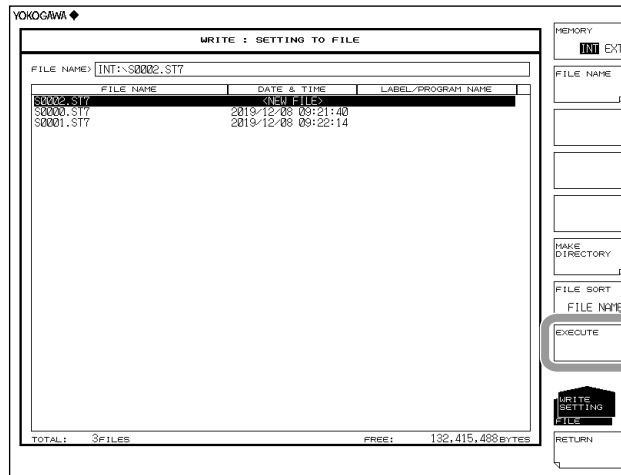 YOKOGAWA
WRITE : SETTING TO FILE
FILE NAME> INT:\S0002.ST7
FILE NAME DATE & TIME LABEL/PROGRAM NAME
S0002.ST7 <NEW FILE>
S0000.ST7 2019/12/08 09:21:40
S0001.ST7 2019/12/08 09:22:14
TOTAL: 3FILES FREE: 132,415,488BYTES
MEMORY
INT EXT
FILE NAME
MAKE
DIRECTORY
FILE SORT
FILE NAME
EXECUTE
WRITE
SETTING
FILE
RETURN